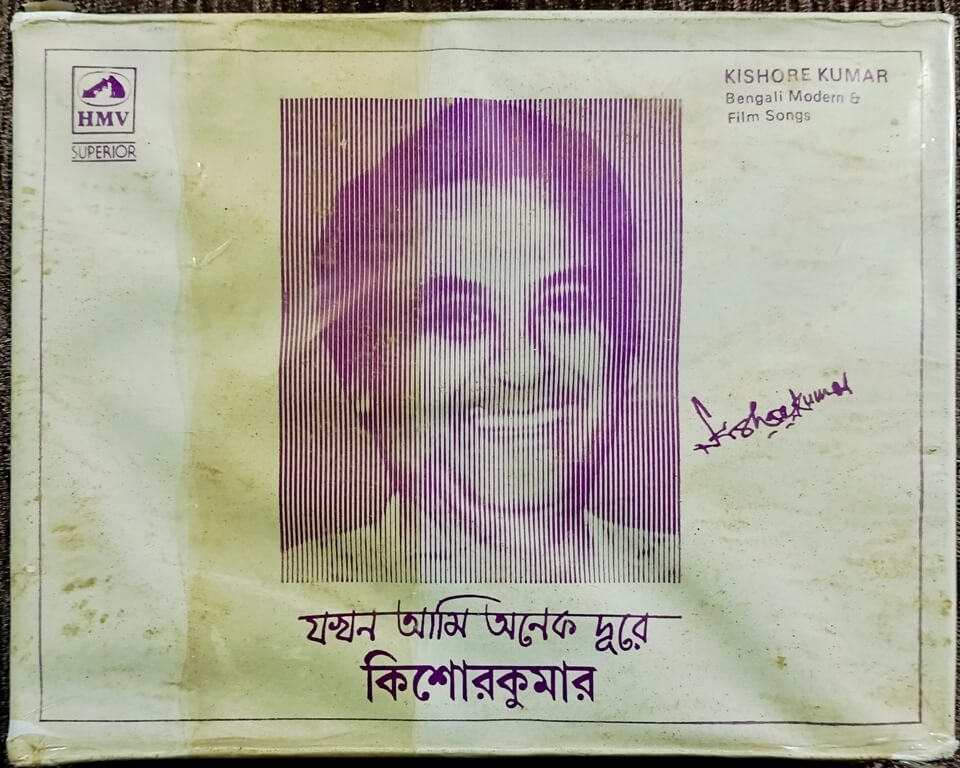 HMV
SUPERIOR
KISHORE KUMAR
Bengali Modern &
Film Songs
Kishore Kumar
যখন আমি অনেক দূরে
কিশোরকুমার